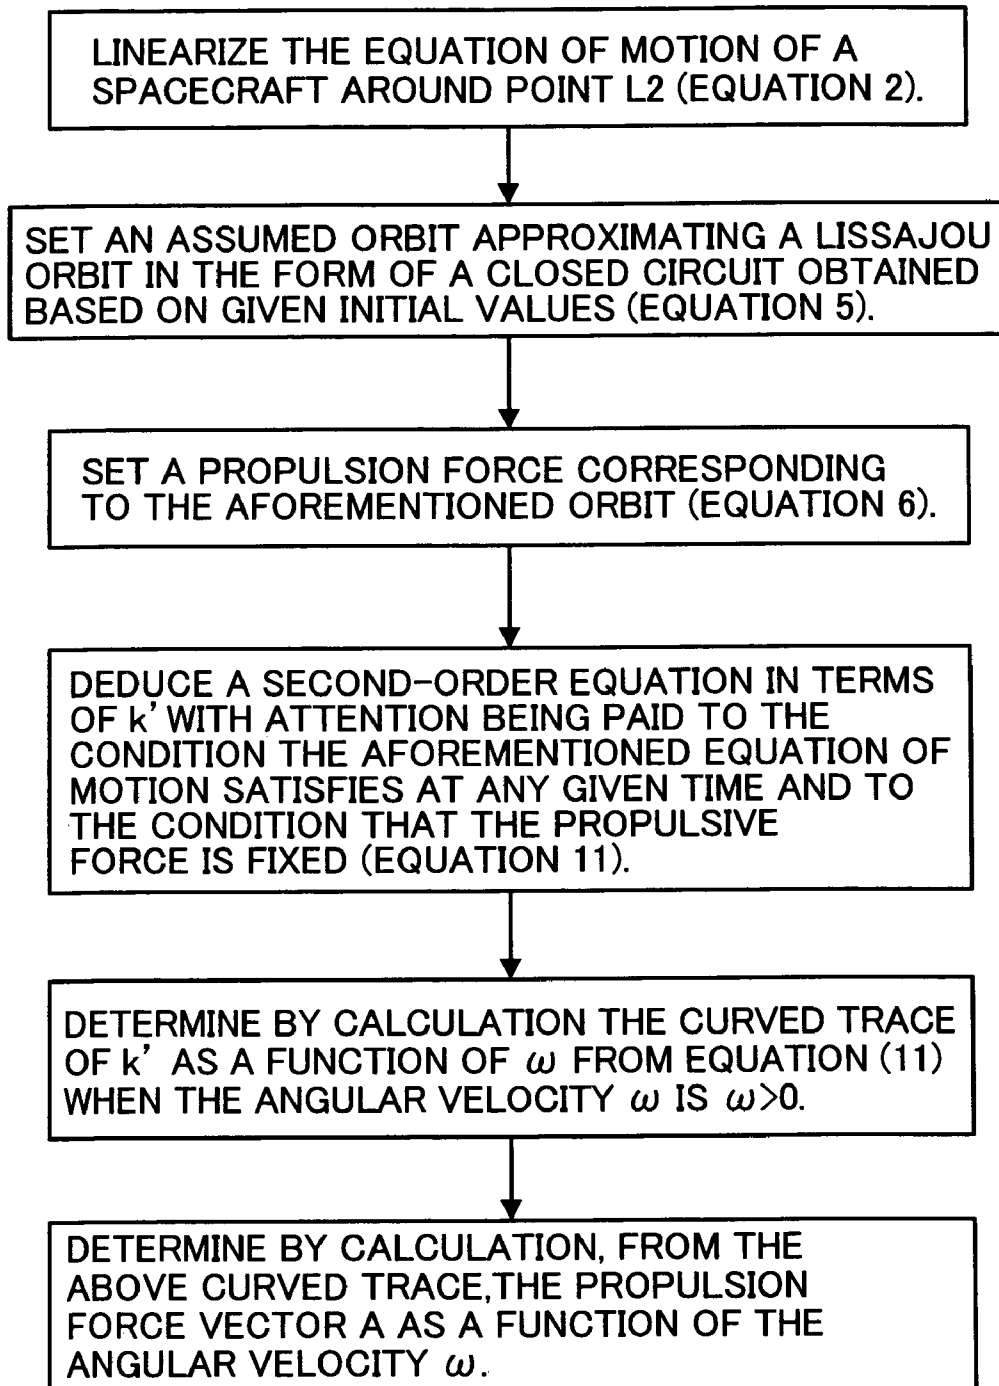 LINEARIZE THE EQUATION OF MOTION OF A
SPACECRAFT AROUND POINT L2 (EQUATION 2).
SET AN ASSUMED ORBIT APPROXIMATING A LISSAJOU
ORBIT IN THE FORM OF A CLOSED CIRCUIT OBTAINED
BASED ON GIVEN INITIAL VALUES (EQUATION 5).
SET A PROPULSION FORCE CORRESPONDING
TO THE AFOREMENTIONED ORBIT (EQUATION 6).
DEDUCE A SECOND-ORDER EQUATION IN TERMS
OF k' WITH ATTENTION BEING PAID TO THE
CONDITION THE AFOREMENTIONED EQUATION OF
MOTION SATISFIES AT ANY GIVEN TIME AND TO
THE CONDITION THAT THE PROPULSIVE
FORCE IS FIXED (EQUATION 11).
DETERMINE BY CALCULATION THE CURVED TRACE
OF k' AS A FUNCTION OF ω FROM EQUATION (11)
WHEN THE ANGULAR VELOCITY ω IS ω>0.
DETERMINE BY CALCULATION, FROM THE
ABOVE CURVED TRACE,THE PROPULSION
FORCE VECTOR A AS A FUNCTION OF THE
ANGULAR VELOCITY ω.